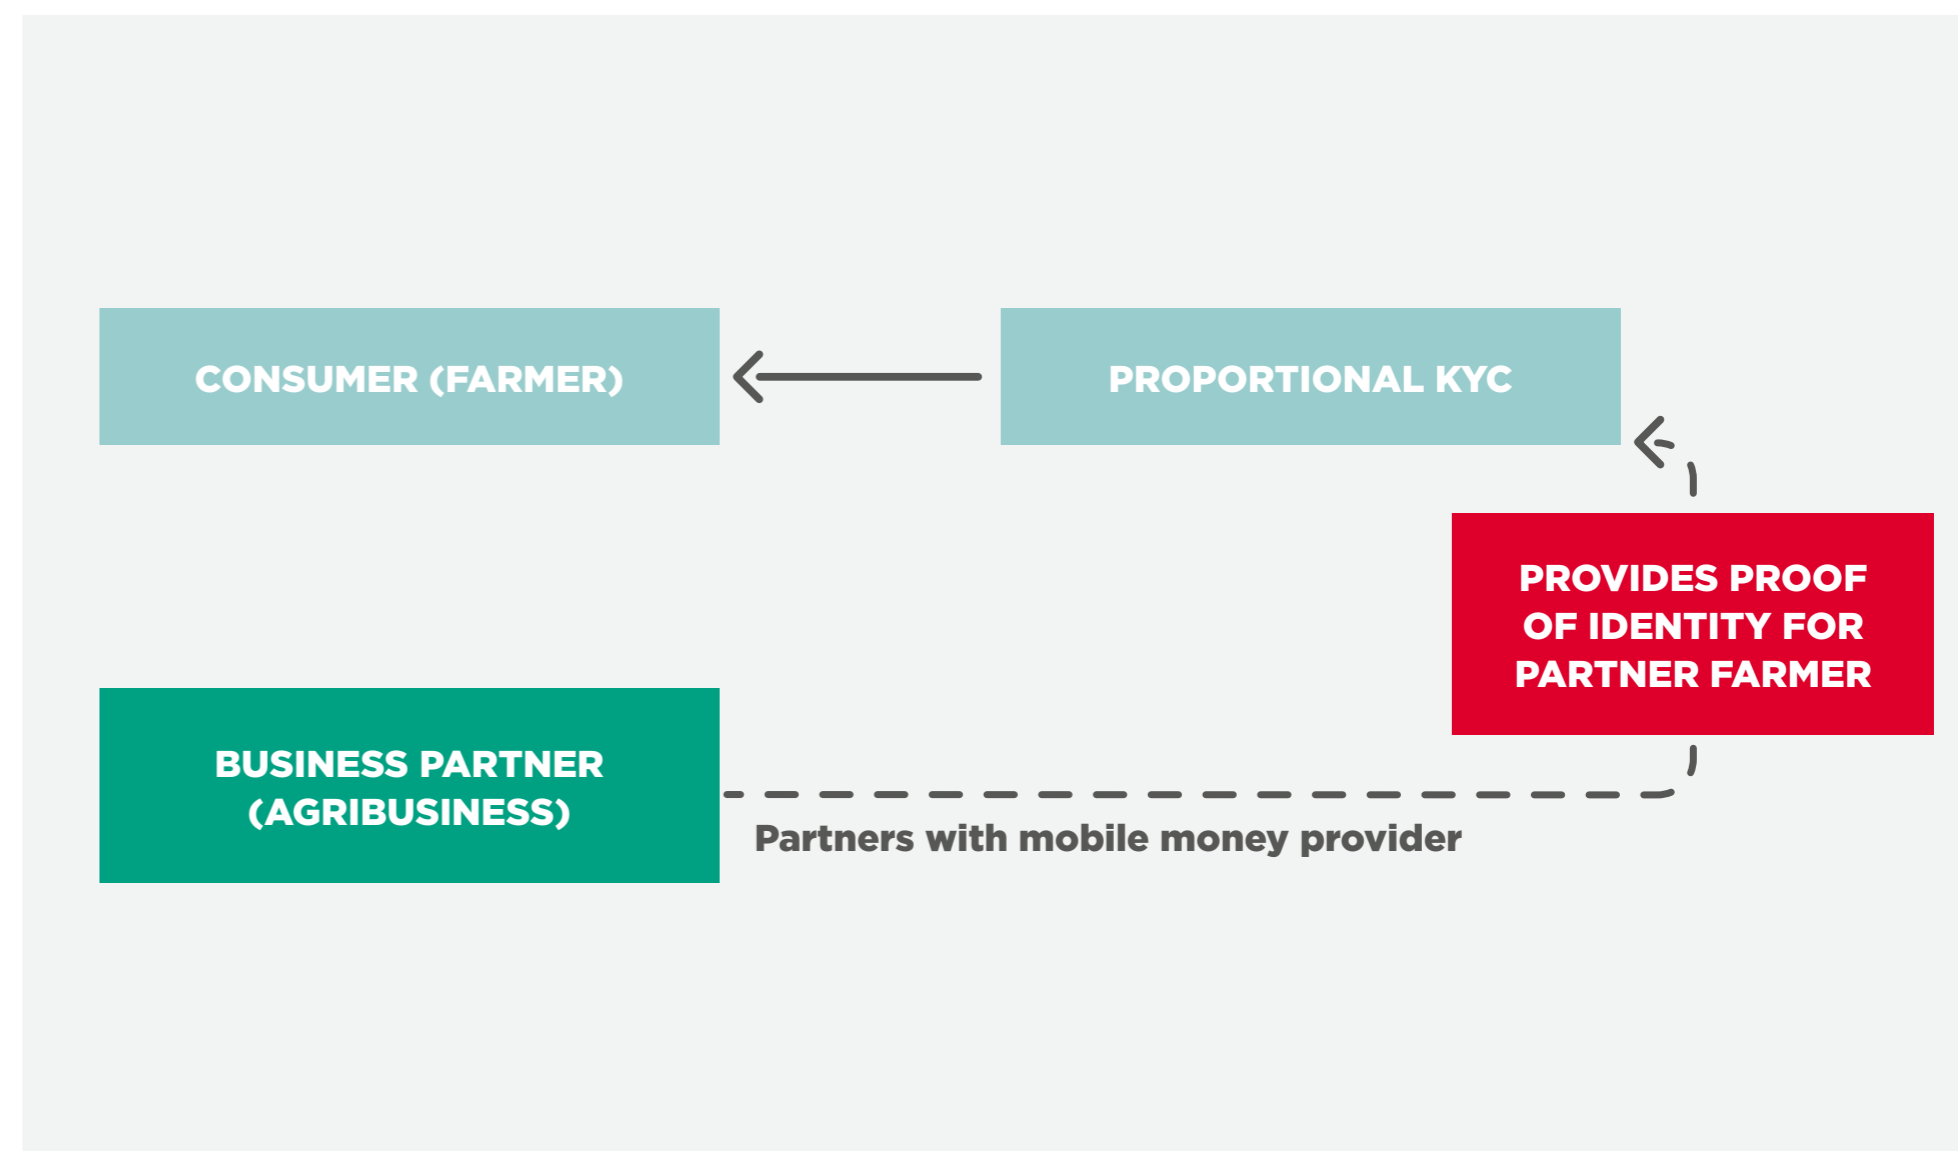 CONSUMER (FARMER)
PROPORTIONAL KYC
PROVIDES PROOF
OF IDENTITY FOR
PARTNER FARMER
BUSINESS PARTNER
(AGRIBUSINESS)
Partners with mobile money provider